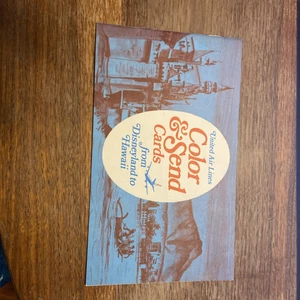 United Air Lines
Color
& Send
Cards
from
Disneyland to
Hawaii